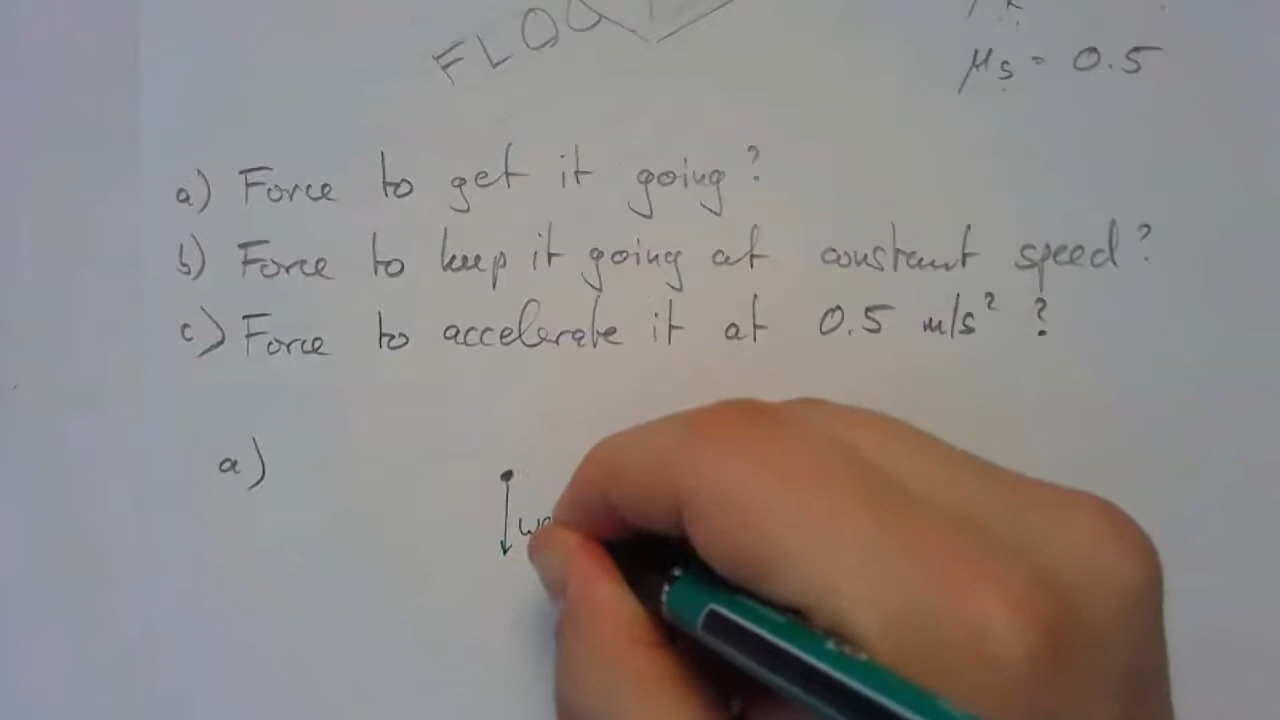 FLOO
μs = 0.5
a) Force to get it going?
b) Force to keep it going at constant speed?
c) Force to accelerate it at 0.5 m/s² ?
a)